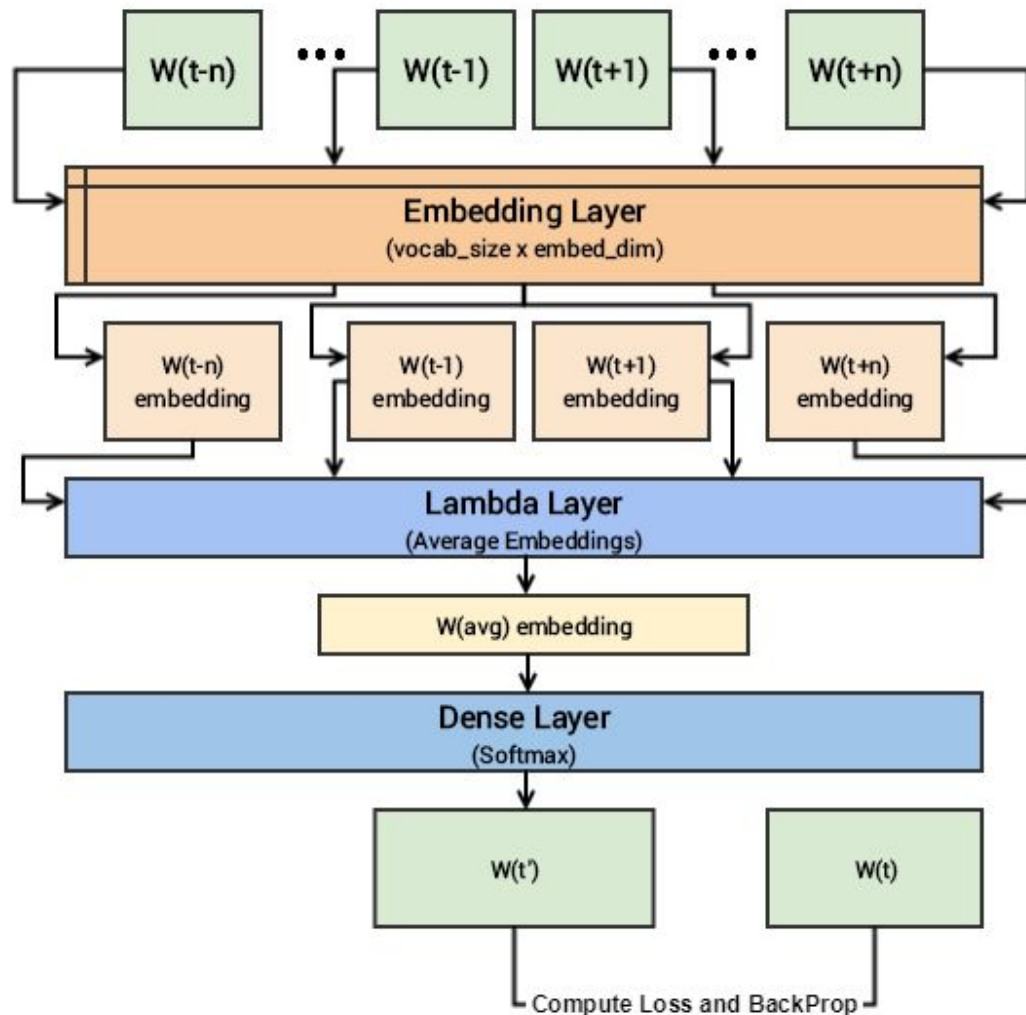 W(t-n) ••• W(t-1) W(t+1) ••• W(t+n)
Embedding Layer
(vocab_size x embed_dim)
W(t-n)
embedding
W(t-1)
embedding
W(t+1)
embedding
W(t+n)
embedding
Lambda Layer
(Average Embeddings)
W(avg) embedding
Dense Layer
(Softmax)
W(t')
W(t)
Compute Loss and BackProp